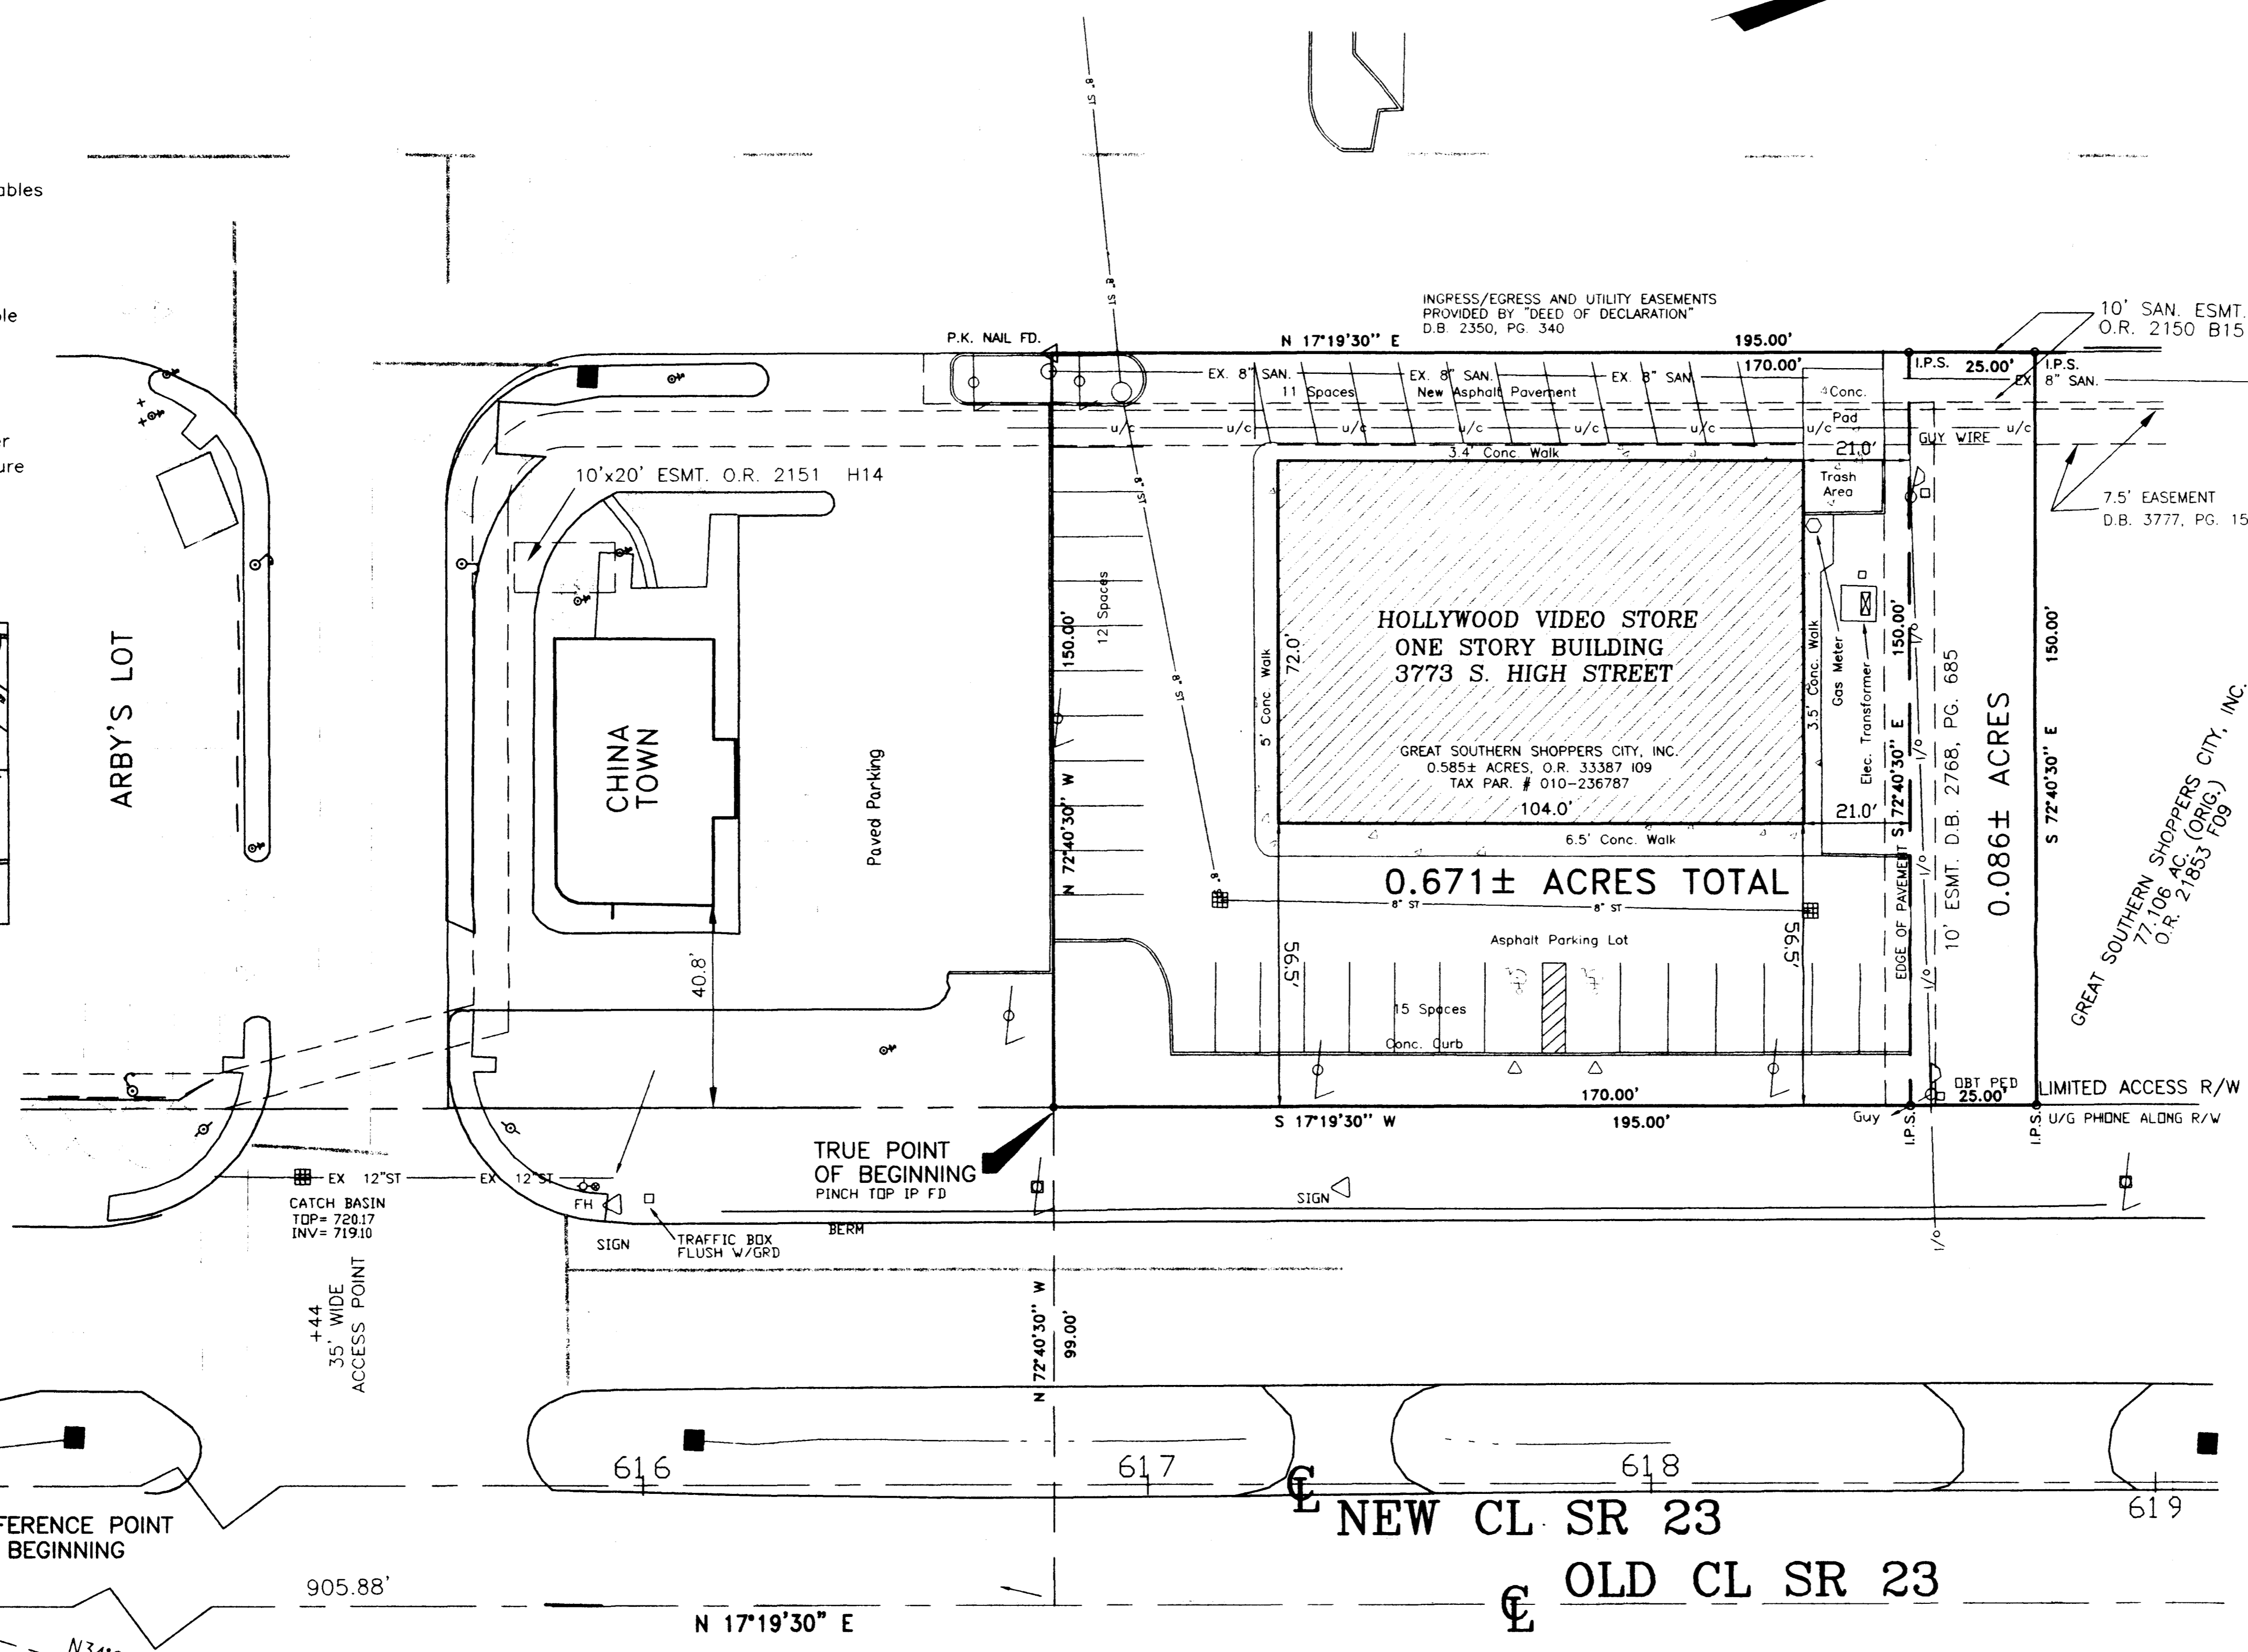 8" ST
8" ST
INGRESS/EGRESS AND UTILITY EASEMENTS
PROVIDED BY "DEED OF DECLARATION"
D.B. 2350, PG. 340
10' SAN. ESMT.
O.R. 2150 B15
P.K. NAIL FD.
N 17°19'30" E
195.00'
170.00'
I.P.S.
25.00'
I.P.S.
EX. 8" SAN.
EX. 8" SAN.
EX. 8" SAN.
EX 8" SAN.
11 Spaces
New Asphalt Pavement
Conc.
Pad
u/c
u/c
u/c
u/c
u/c
u/c
u/c
u/c
GUY WIRE
3.4' Conc. Walk
21.0'
Trash
Area
10'x20' ESMT. O.R. 2151 H14
8" ST
7.5' EASEMENT
D.B. 3777, PG. 15
ARBY'S LOT
CHINA
TOWN
Paved Parking
N 72°40'30" W
150.00'
12 Spaces
8" ST
5' Conc. Walk
72.0'
HOLLYWOOD VIDEO STORE
ONE STORY BUILDING
3773 S. HIGH STREET
GREAT SOUTHERN SHOPPERS CITY, INC.
0.585± ACRES, O.R. 33387 I09
TAX PAR. # 010-236787
104.0'
3.5' Conc. Walk
Gas Meter
Elec. Transformer
S 72°40'30" E
150.00'
10' ESMT. D.B. 2768, PG. 685
0.086± ACRES
S 72°40'30" E
150.00'
GREAT SOUTHERN SHOPPERS CITY, INC.
77.106 AC. (ORIG.)
O.R. 21853 F09
21.0'
6.5' Conc. Walk
0.671± ACRES TOTAL
8" ST
8" ST
EDGE OF PAVEMENT
40.8'
56.5'
Asphalt Parking Lot
56.5'
15 Spaces
Conc. Curb
OBT PED
LIMITED ACCESS R/W
170.00'
25.00'
S 17°19'30" W
195.00'
Guy
I.P.S.
I.P.S.
U/G PHONE ALONG R/W
TRUE POINT
OF BEGINNING
PINCH TOP IP FD
EX 12"ST
EX 12"ST
CATCH BASIN
TOP= 720.17
INV= 719.10
FH
SIGN
SIGN
TRAFFIC BOX
FLUSH W/GRD
BERM
+44
35' WIDE
ACCESS POINT
N 72°40'30" W
99.00'
616
617
618
619
NEW CL SR 23
POINT
BEGINNING
OLD CL SR 23
905.88'
N 17°19'30" E